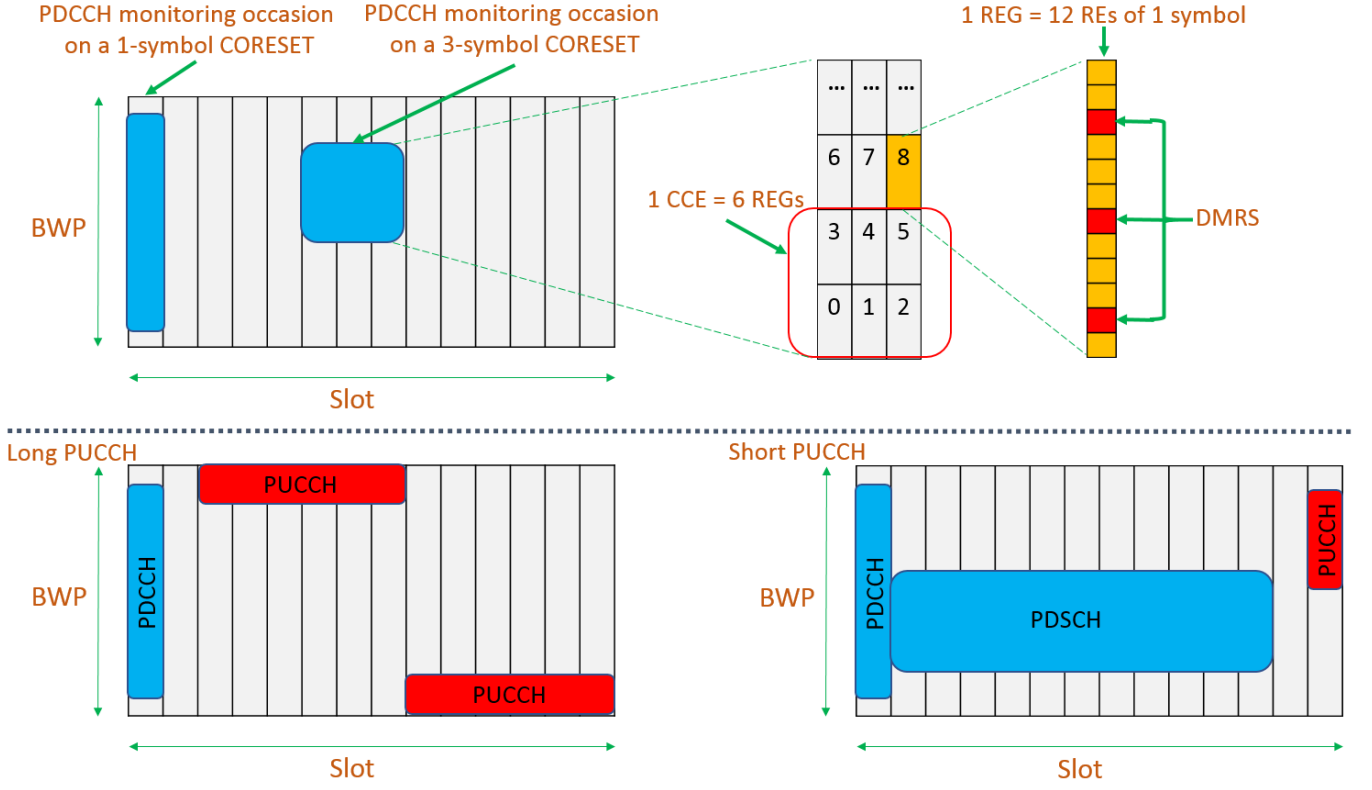 PDCCH monitoring occasion
on a 1-symbol CORESET
PDCCH monitoring occasion
on a 3-symbol CORESET
1 REG = 12 REs of 1 symbol
... ... ...
6 7 8
1 CCE = 6 REGs
3 4 5
0 1 2
DMRS
BWP
Slot
Long PUCCH
PUCCH
PDCCH
BWP
PUCCH
Slot
Short PUCCH
PDCCH
PUCCH
BWP
PDSCH
Slot